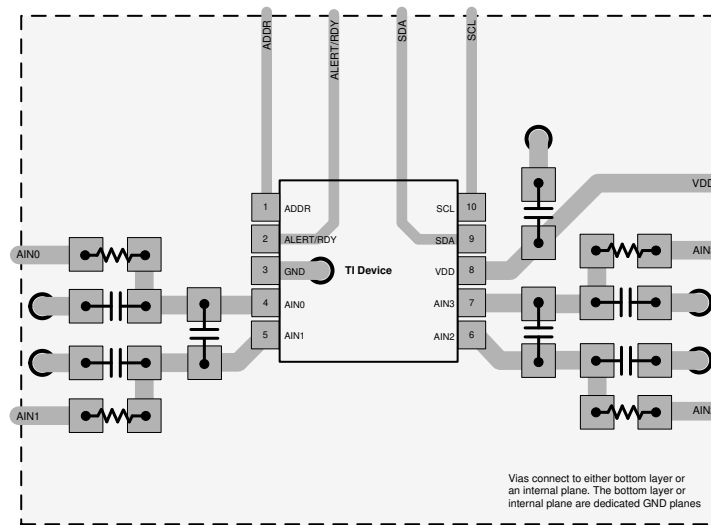 ADDR
ALERT/RDY
SDA
SCL
VDD
1 ADDR
SCL 10
2 ALERT/RDY
SDA 9
3 GND
TI Device
VDD 8
4 AIN0
AIN3 7
5 AIN1
AIN2 6
AIN0
AIN
AIN1
AIN
Vias connect to either bottom layer or
an internal plane. The bottom layer or
internal plane are dedicated GND planes